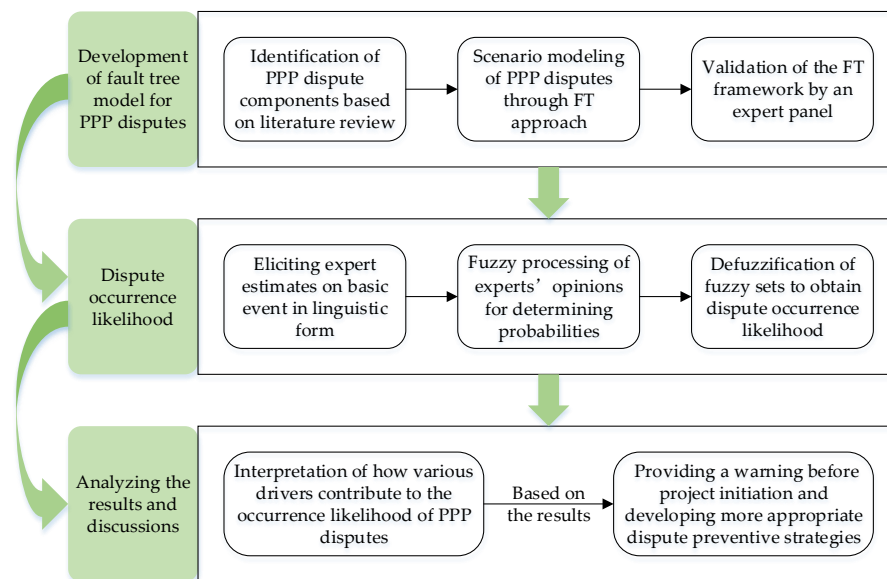 Development
of fault tree
model for
PPP disputes
Identification of
PPP dispute
components based
on literature review
Scenario modeling
of PPP disputes
through FT
approach
Validation of the FT
framework by an
expert panel
Dispute
occurrence
likelihood
Eliciting expert
estimates on basic
event in linguistic
form
Fuzzy processing of
experts’ opinions
for determining
probabilities
Defuzzification of
fuzzy sets to obtain
dispute occurrence
likelihood
Analyzing the
results and
discussions
Interpretation of how various
drivers contribute to the
occurrence likelihood of PPP
disputes
Based on
the results
Providing a warning before
project initiation and
developing more appropriate
dispute preventive strategies